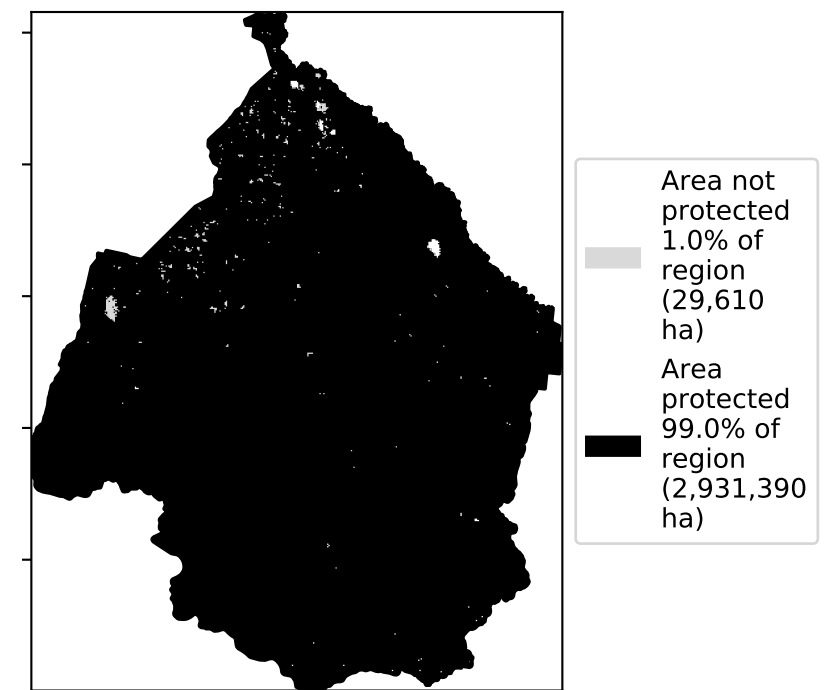 Area not
protected
1.0% of
region
(29,610
ha)
Area
protected
99.0% of
region
(2,931,390
ha)